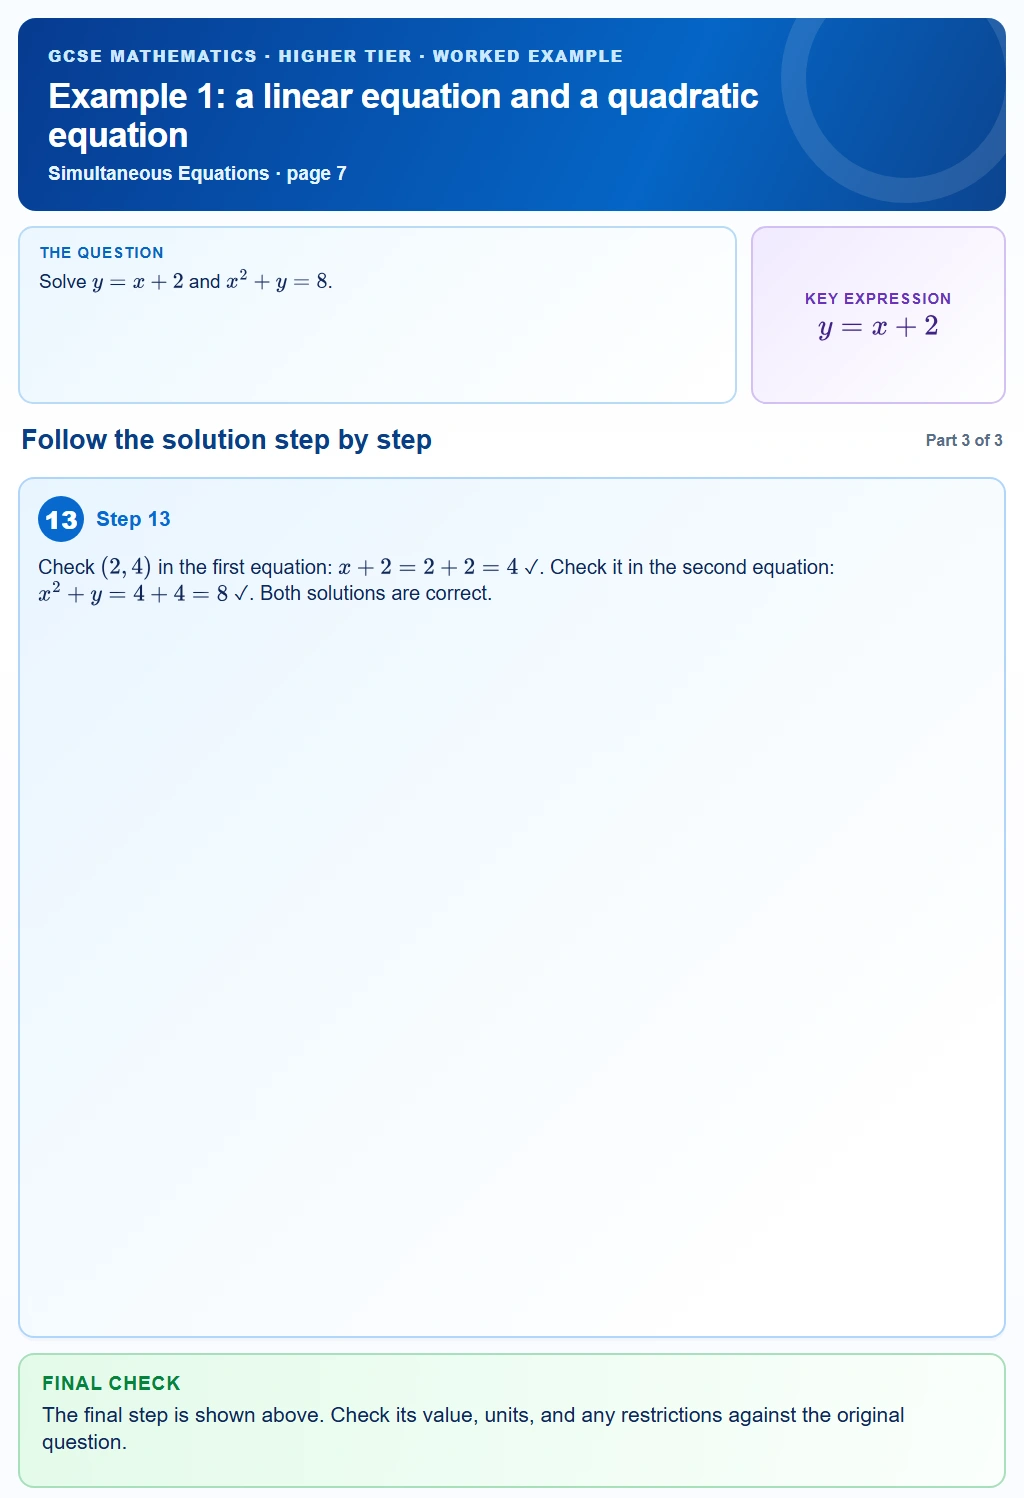 GCSE MATHEMATICS · HIGHER TIER · WORKED EXAMPLE
Example 1: a linear equation and a quadratic
equation
Simultaneous Equations · page 7
THE QUESTION
Solve y = x + 2 and x² + y = 8.
KEY EXPRESSION
y = x + 2
Follow the solution step by step
Part 3 of 3
13 Step 13
Check (2, 4) in the first equation: x + 2 = 2 + 2 = 4 ✓. Check it in the second equation:
x² + y = 4 + 4 = 8 ✓. Both solutions are correct.
FINAL CHECK
The final step is shown above. Check its value, units, and any restrictions against the original
question.